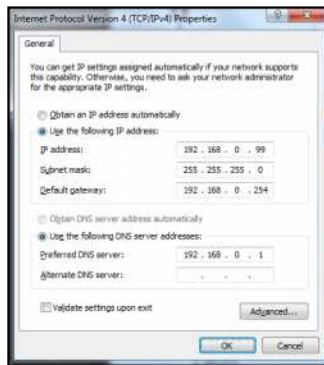 Internet Protocol Version 4 (TCP/IPv4) Properties
General
You can get IP settings assigned automatically if your network supports
this capability. Otherwise, you need to ask your network administrator
for the appropriate IP settings.
Obtain an IP address automatically
Use the following IP address:
IP address: 192 . 168 . 0 . 99
Subnet mask: 255 . 255 . 255 . 0
Default gateway: 192 . 168 . 0 . 254
Obtain DNS server address automatically
Use the following DNS server addresses:
Preferred DNS server: 192 . 168 . 0 . 1
Alternate DNS server: . . .
Validate settings upon exit
Advanced...
OK Cancel